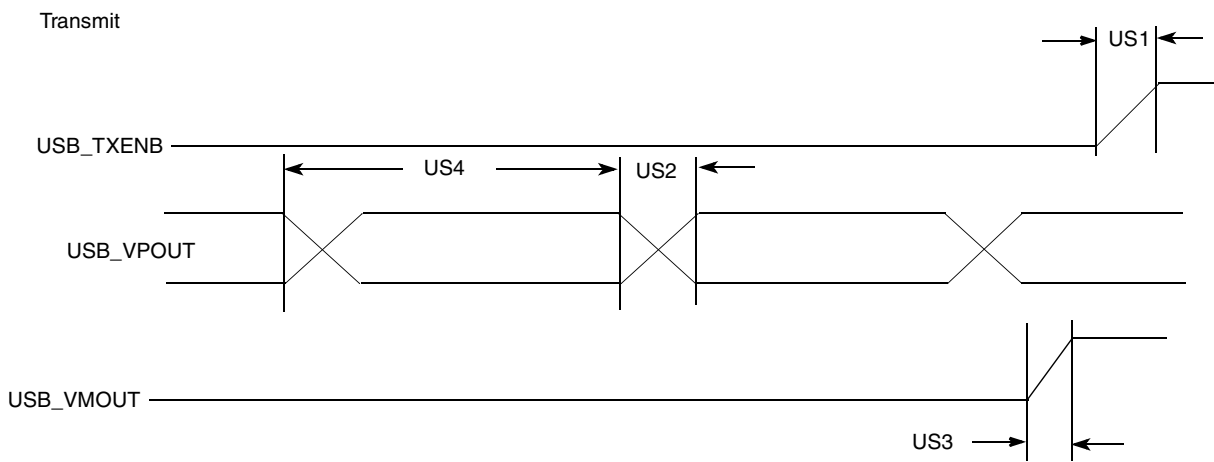 Transmit
US1
USB_TXENB
US4
US2
USB_VPOUT
USB_VMOUT
US3